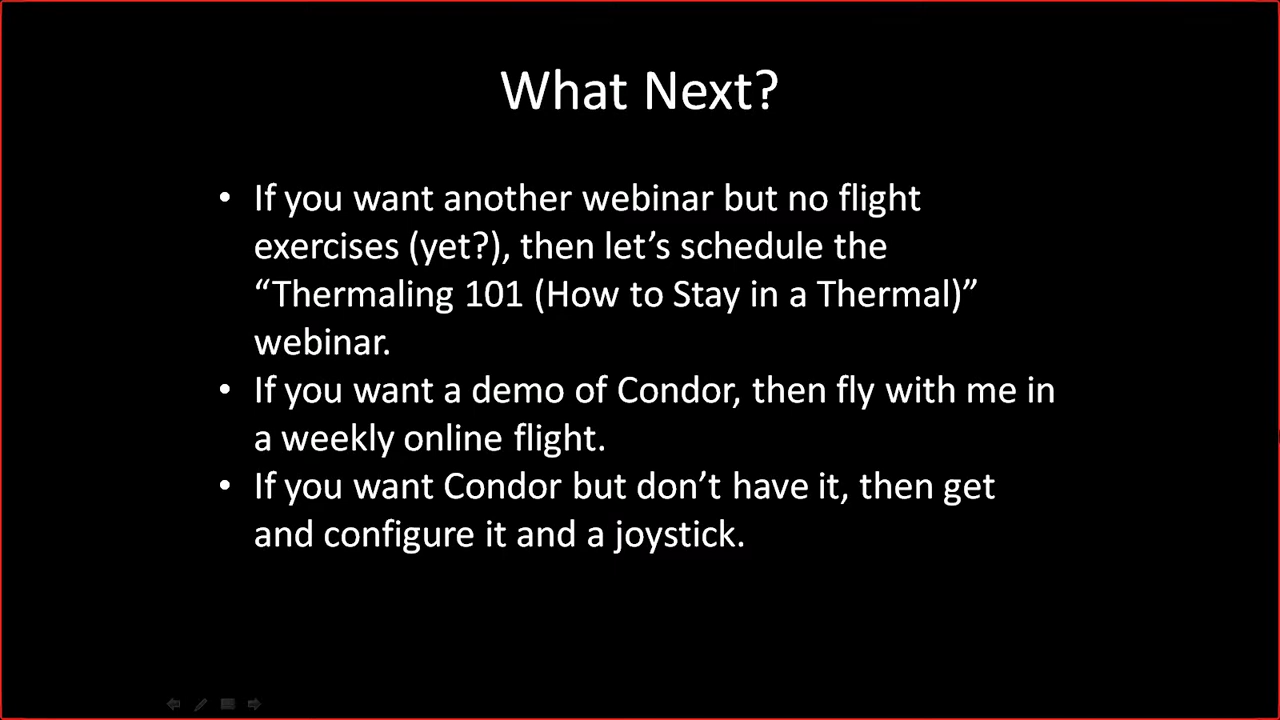 What Next?
• If you want another webinar but no flight
exercises (yet?), then let’s schedule the
“Thermaling 101 (How to Stay in a Thermal)”
webinar.
• If you want a demo of Condor, then fly with me in
a weekly online flight.
• If you want Condor but don’t have it, then get
and configure it and a joystick.